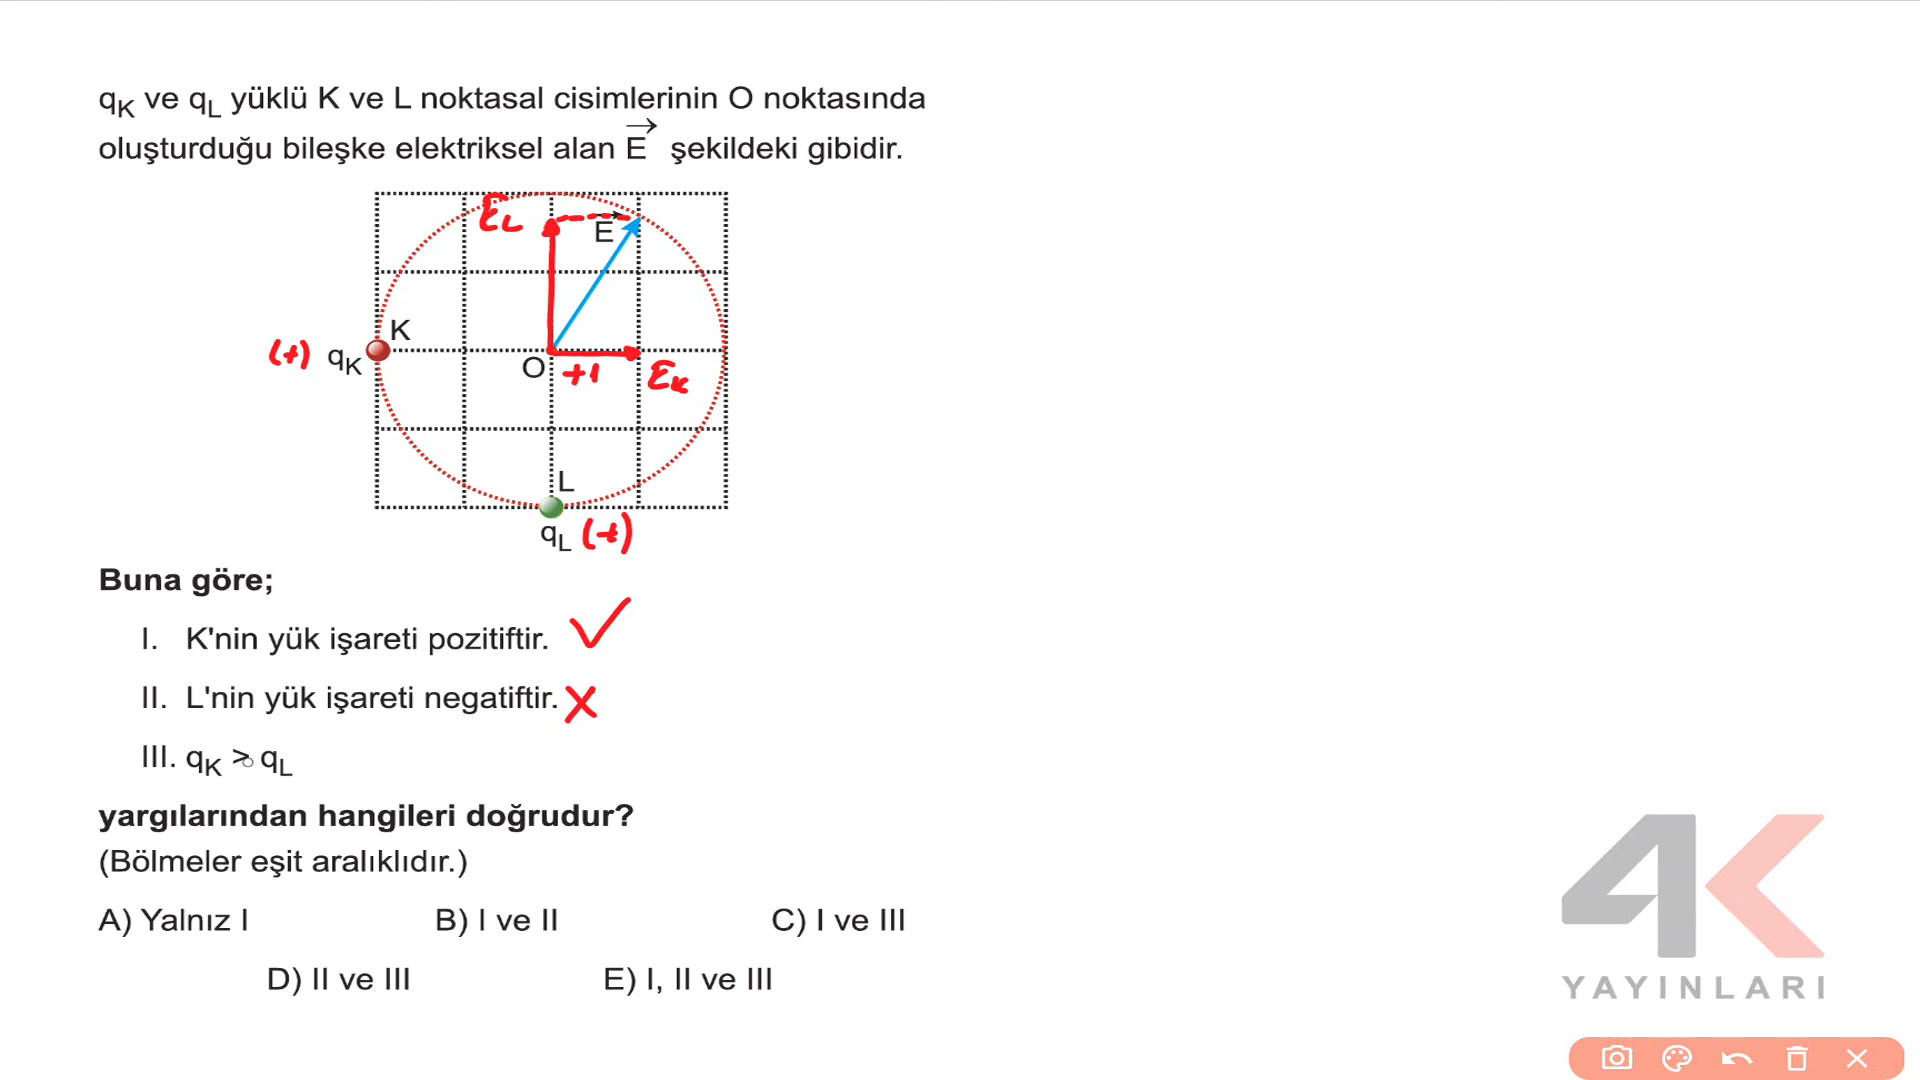 qK ve qL yüklü K ve L noktasal cisimlerinin O noktasında
oluşturduğu bileşke elektriksel alan E şekildeki gibidir.
EL
E
K
(+) qK
O +1 EK
L
qL (+)
Buna göre;
I. K'nin yük işareti pozitiftir.
II. L'nin yük işareti negatiftir.
III. qK > qL
yargılarından hangileri doğrudur?
(Bölmeler eşit aralıklıdır.)
A) Yalnız I B) I ve II C) I ve III
D) II ve III E) I, II ve III
4K
YAYINLARI